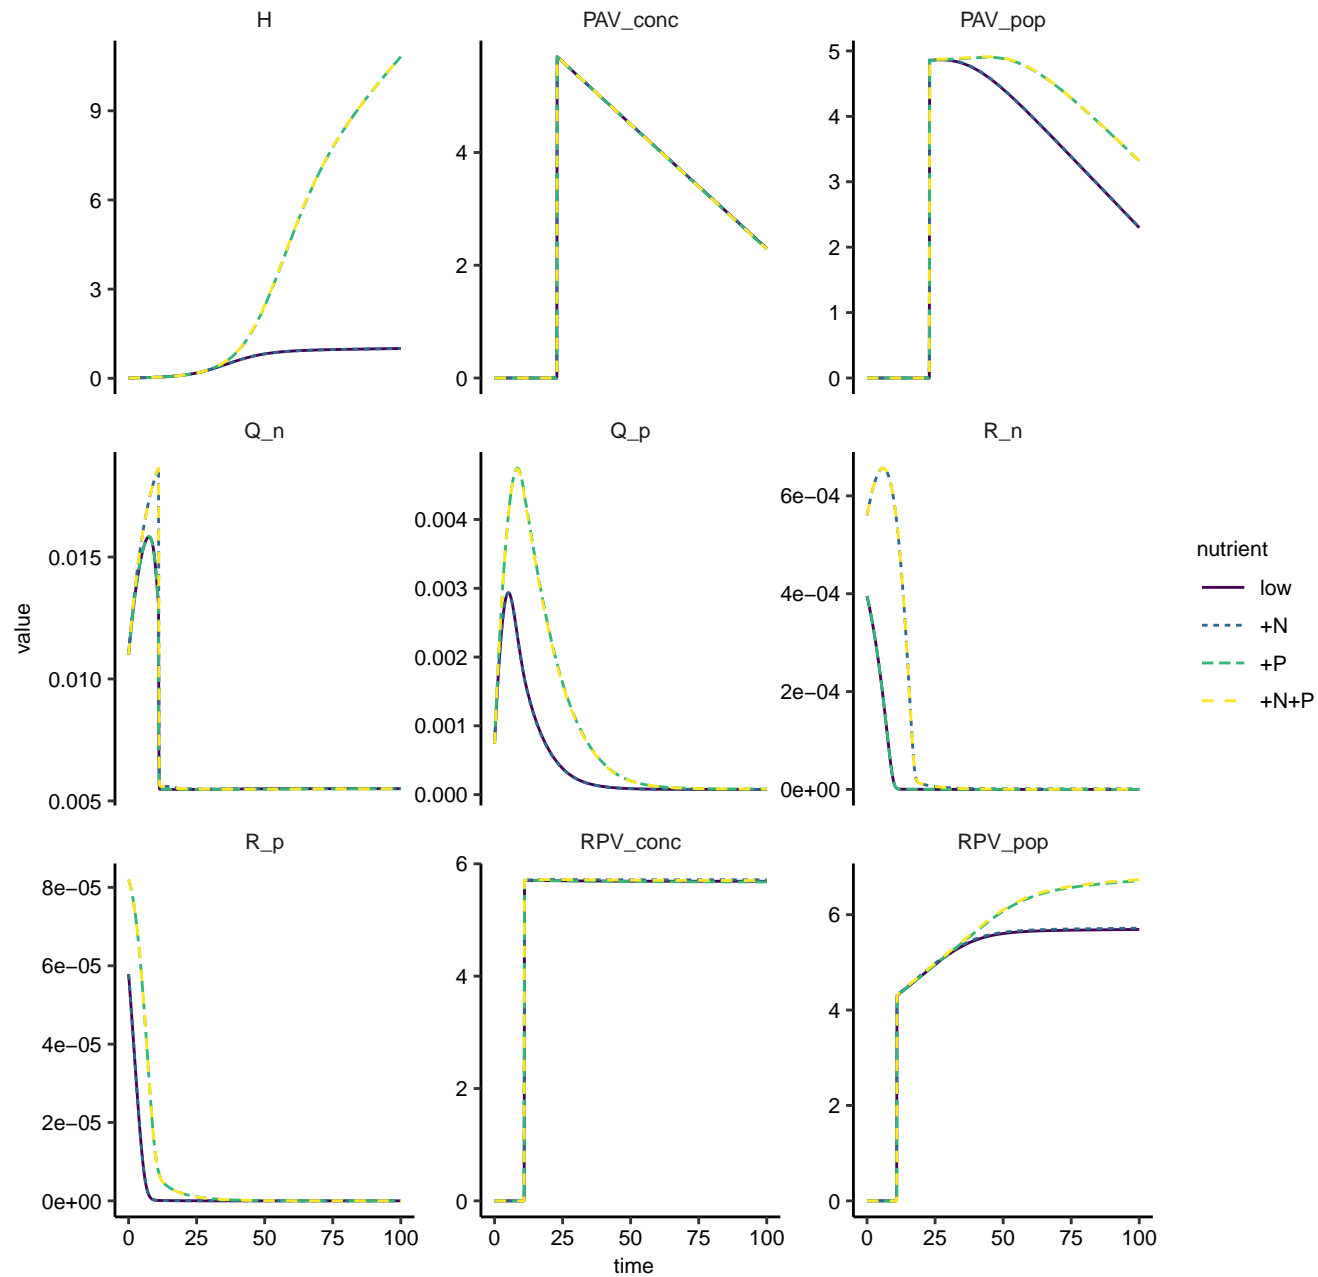 H
PAV_conc
PAV_pop
9
6
3
0
4
2
0
5
4
3
2
1
0
Q_n
Q_p
R_n
0.015
0.010
0.005
0.004
0.003
0.002
0.001
0.000
6e−04
4e−04
2e−04
0e+00
R_p
RPV_conc
RPV_pop
8e−05
6e−05
4e−05
2e−05
0e+00
6
4
2
0
6
4
2
0
0 25 50 75 100
0 25 50 75 100
0 25 50 75 100
time
value
nutrient
low
+N
+P
+N+P